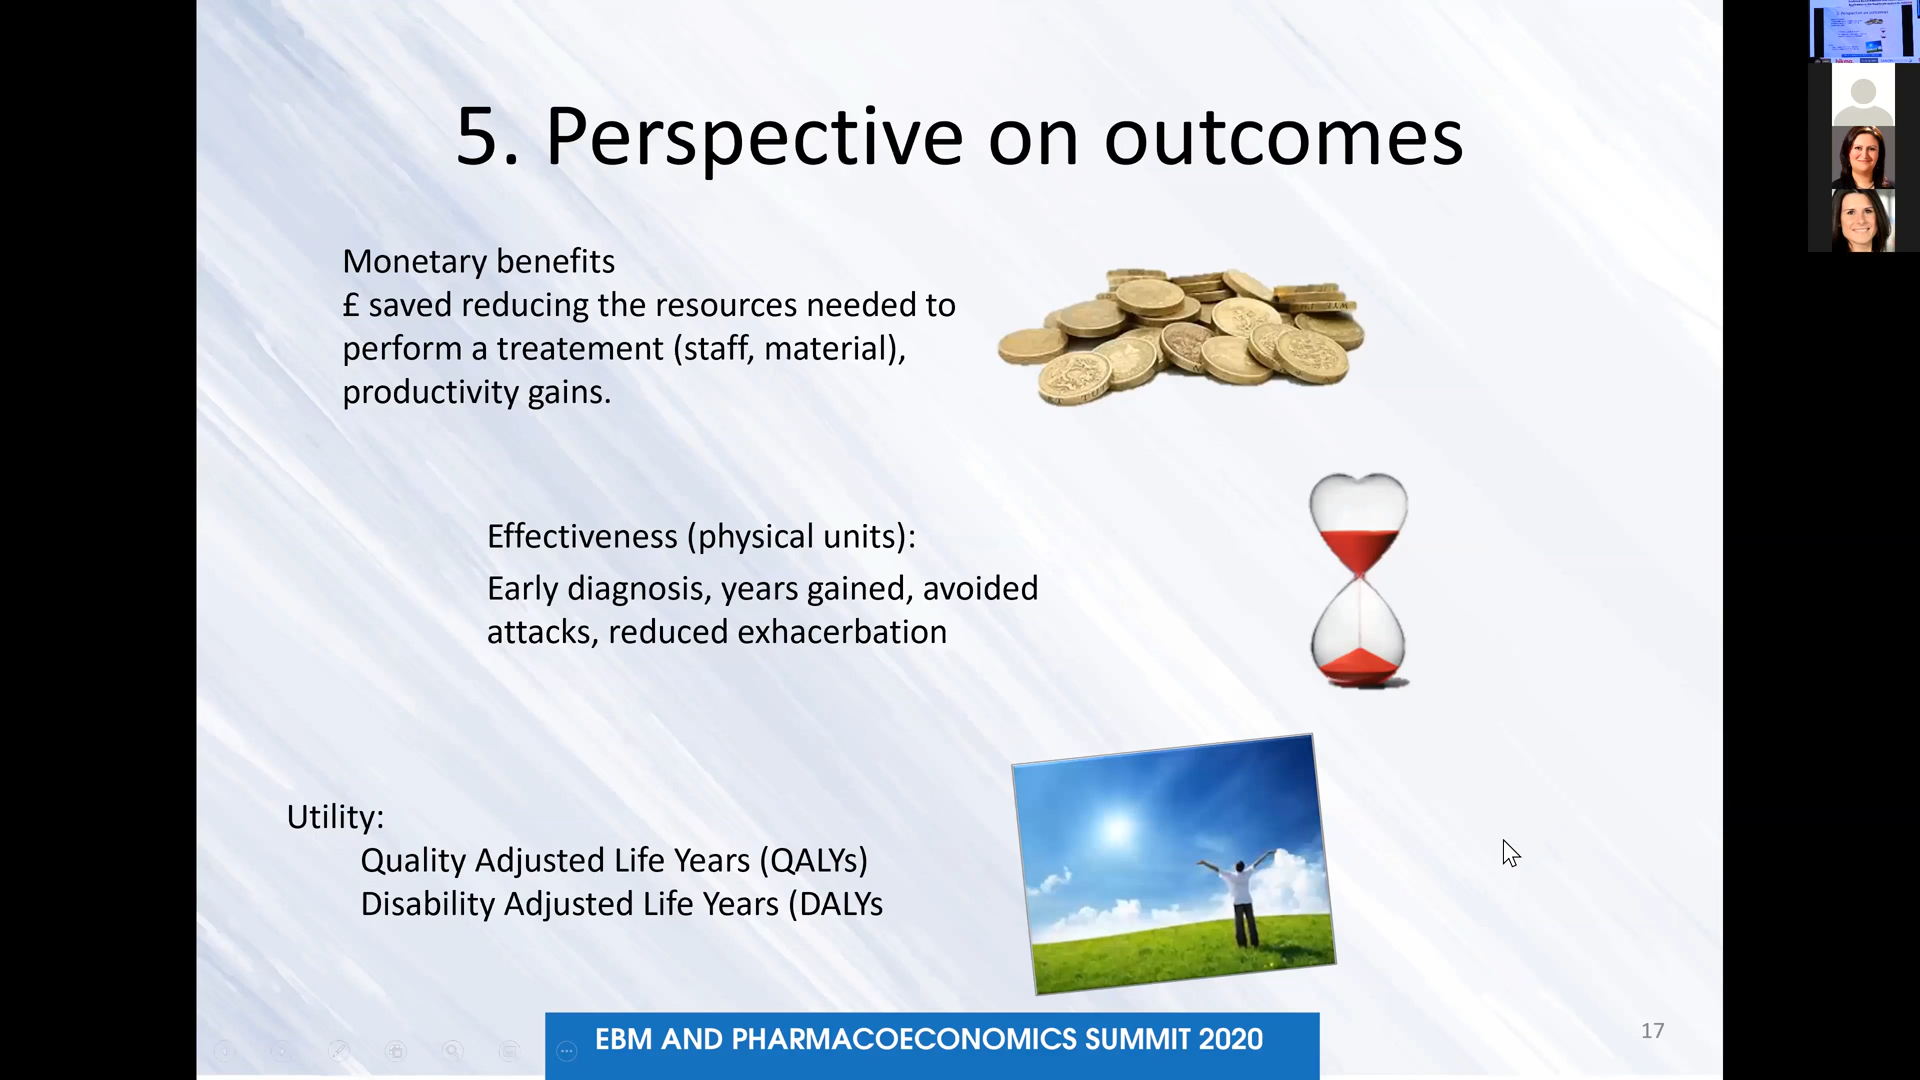 5. Perspective on outcomes
Monetary benefits
£ saved reducing the resources needed to
perform a treatement (staff, material),
productivity gains.
Effectiveness (physical units):
Early diagnosis, years gained, avoided
attacks, reduced exhacerbation
Utility:
Quality Adjusted Life Years (QALYs)
Disability Adjusted Life Years (DALYs
EBM AND PHARMACOECONOMICS SUMMIT 2020
17